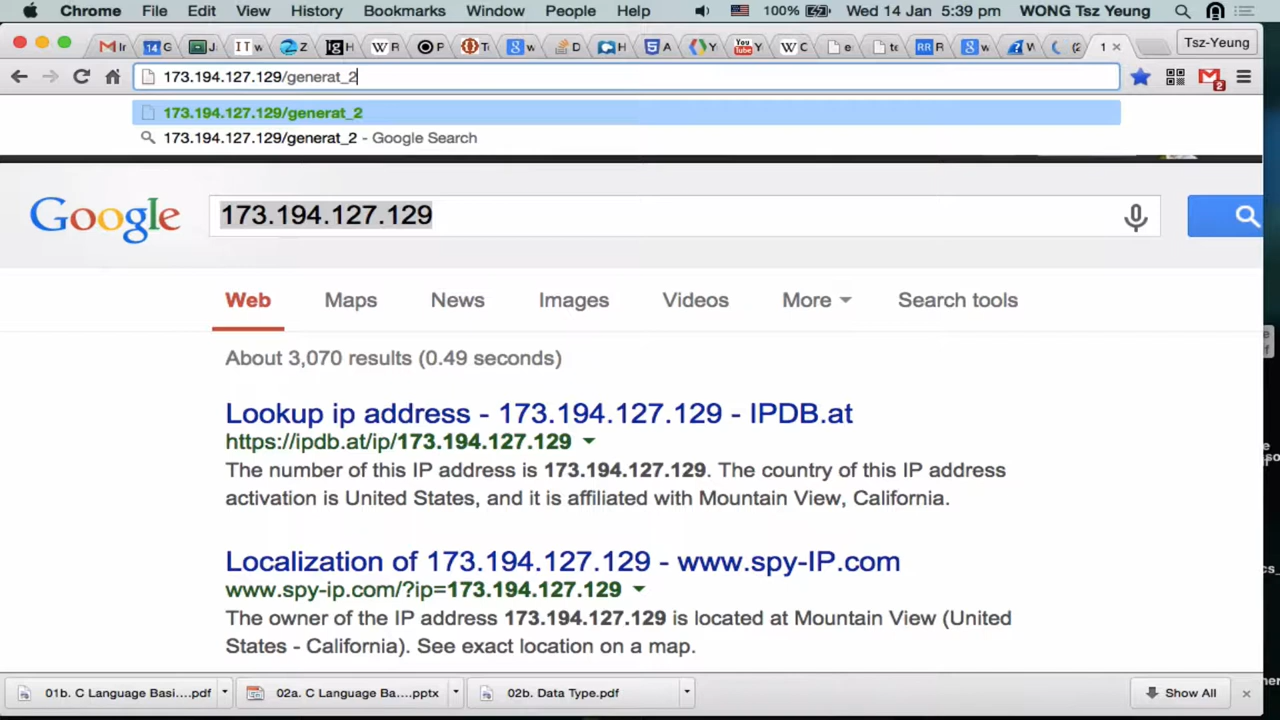 Chrome File Edit View History Bookmarks Window People Help 100% Wed 14 Jan 5:39 pm WONG Tsz Yeung
Tsz-Yeung
173.194.127.129/generat_2
173.194.127.129/generat_2
173.194.127.129/generat_2 - Google Search
Google 173.194.127.129
Web Maps News Images Videos More Search tools
About 3,070 results (0.49 seconds)
Lookup ip address - 173.194.127.129 - IPDB.at
https://ipdb.at/ip/173.194.127.129
The number of this IP address is 173.194.127.129. The country of this IP address
activation is United States, and it is affiliated with Mountain View, California.
Localization of 173.194.127.129 - www.spy-IP.com
www.spy-ip.com/?ip=173.194.127.129
The owner of the IP address 173.194.127.129 is located at Mountain View (United
States - California). See exact location on a map.
01b. C Language Basi....pdf 02a. C Language Ba....pptx 02b. Data Type.pdf Show All